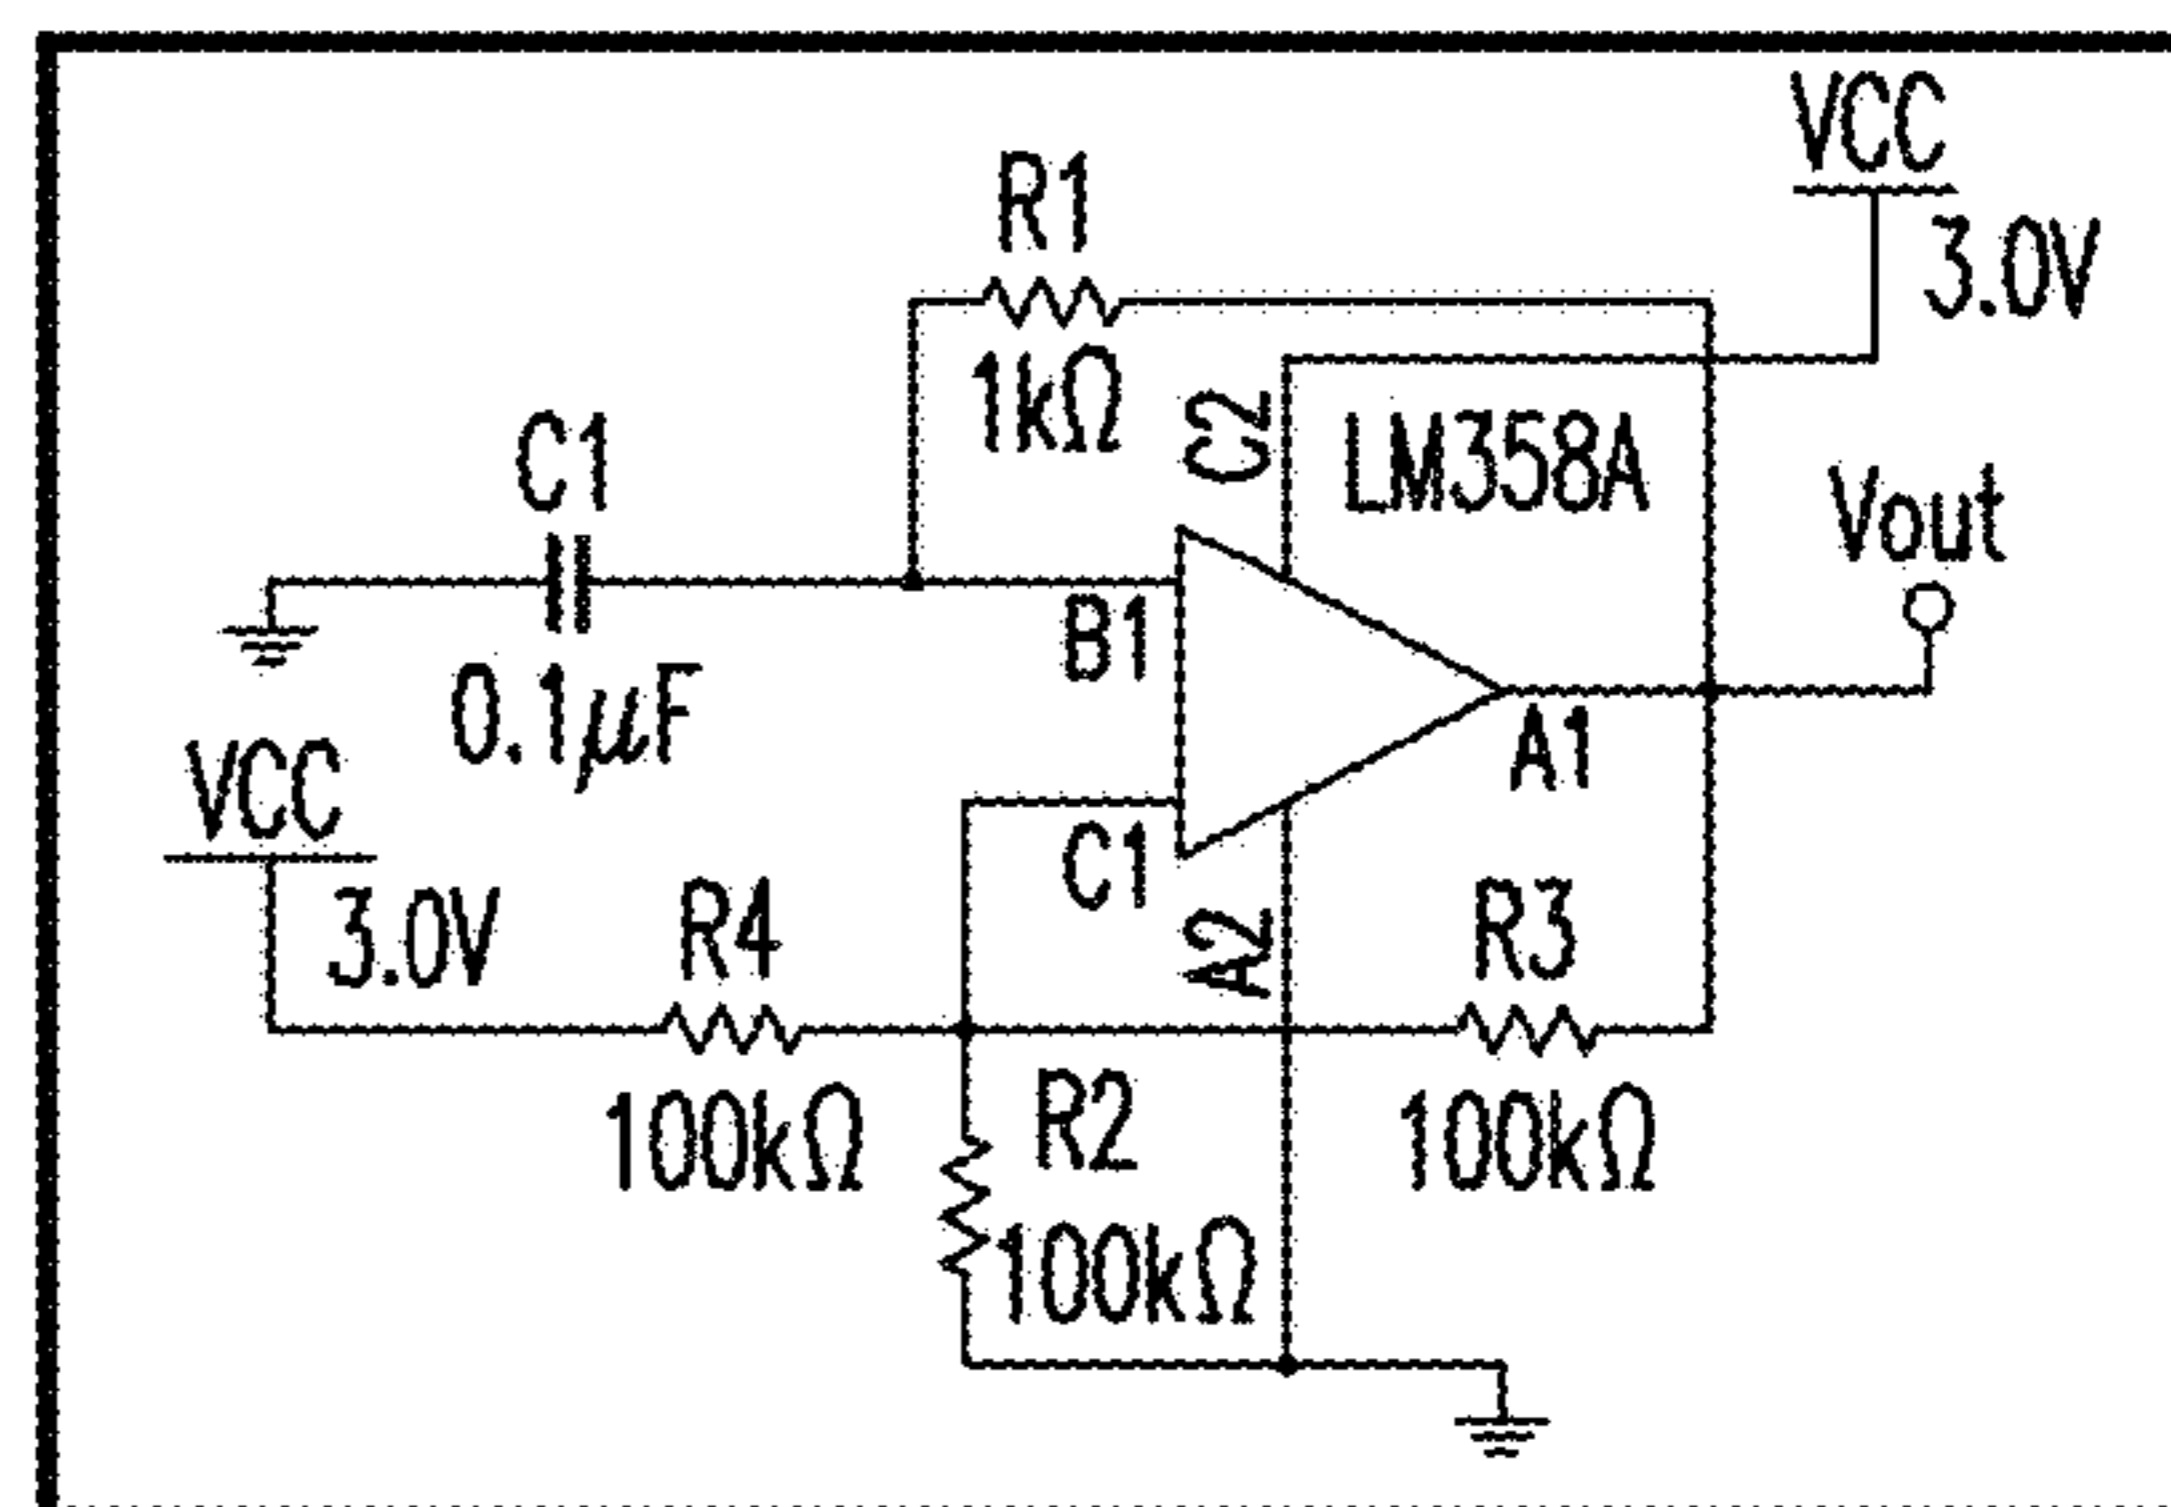 VCC
3.0V
R1
1kΩ
C2
LM358A
C1
0.1μF
Vout
B1
A1
VCC
3.0V
C1
R4
100kΩ
A2
R3
100kΩ
R2
100kΩ